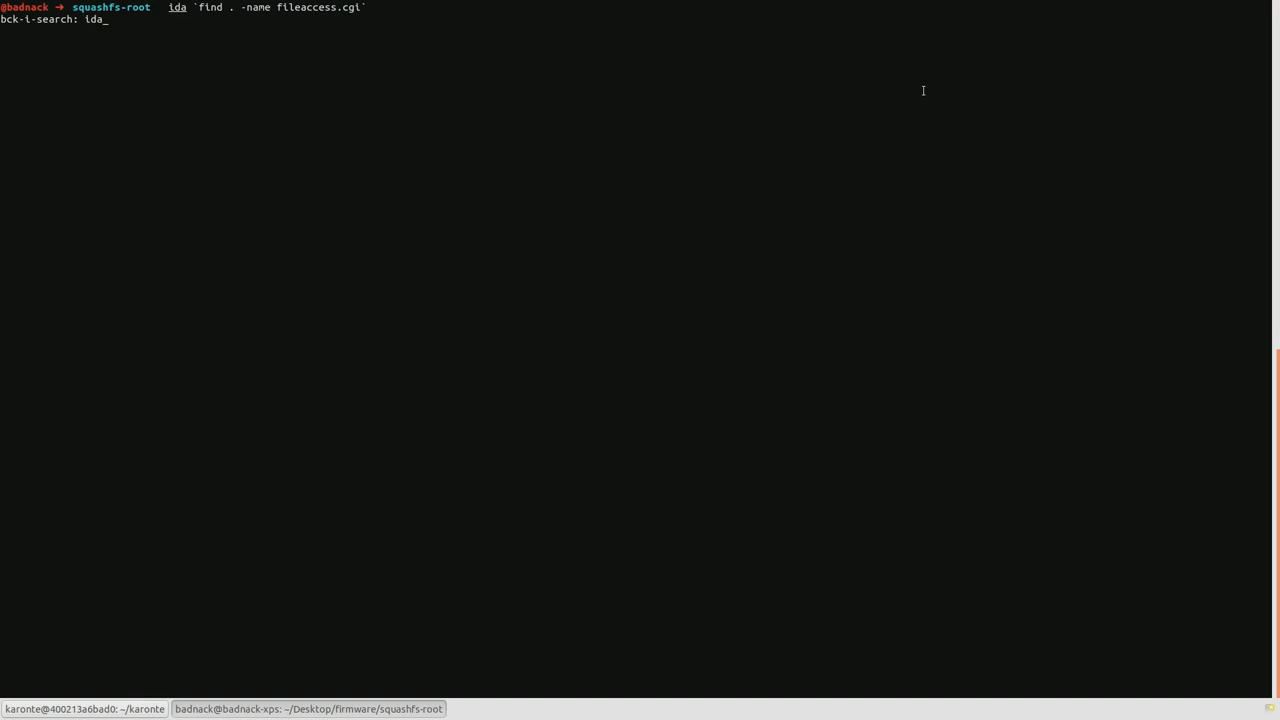 @badnack ➜ squashfs-root ida `find . -name fileaccess.cgi`
bck-i-search: ida_
karonte@400213a6bad0: ~/karonte
badnack@badnack-xps: ~/Desktop/firmware/squashfs-root